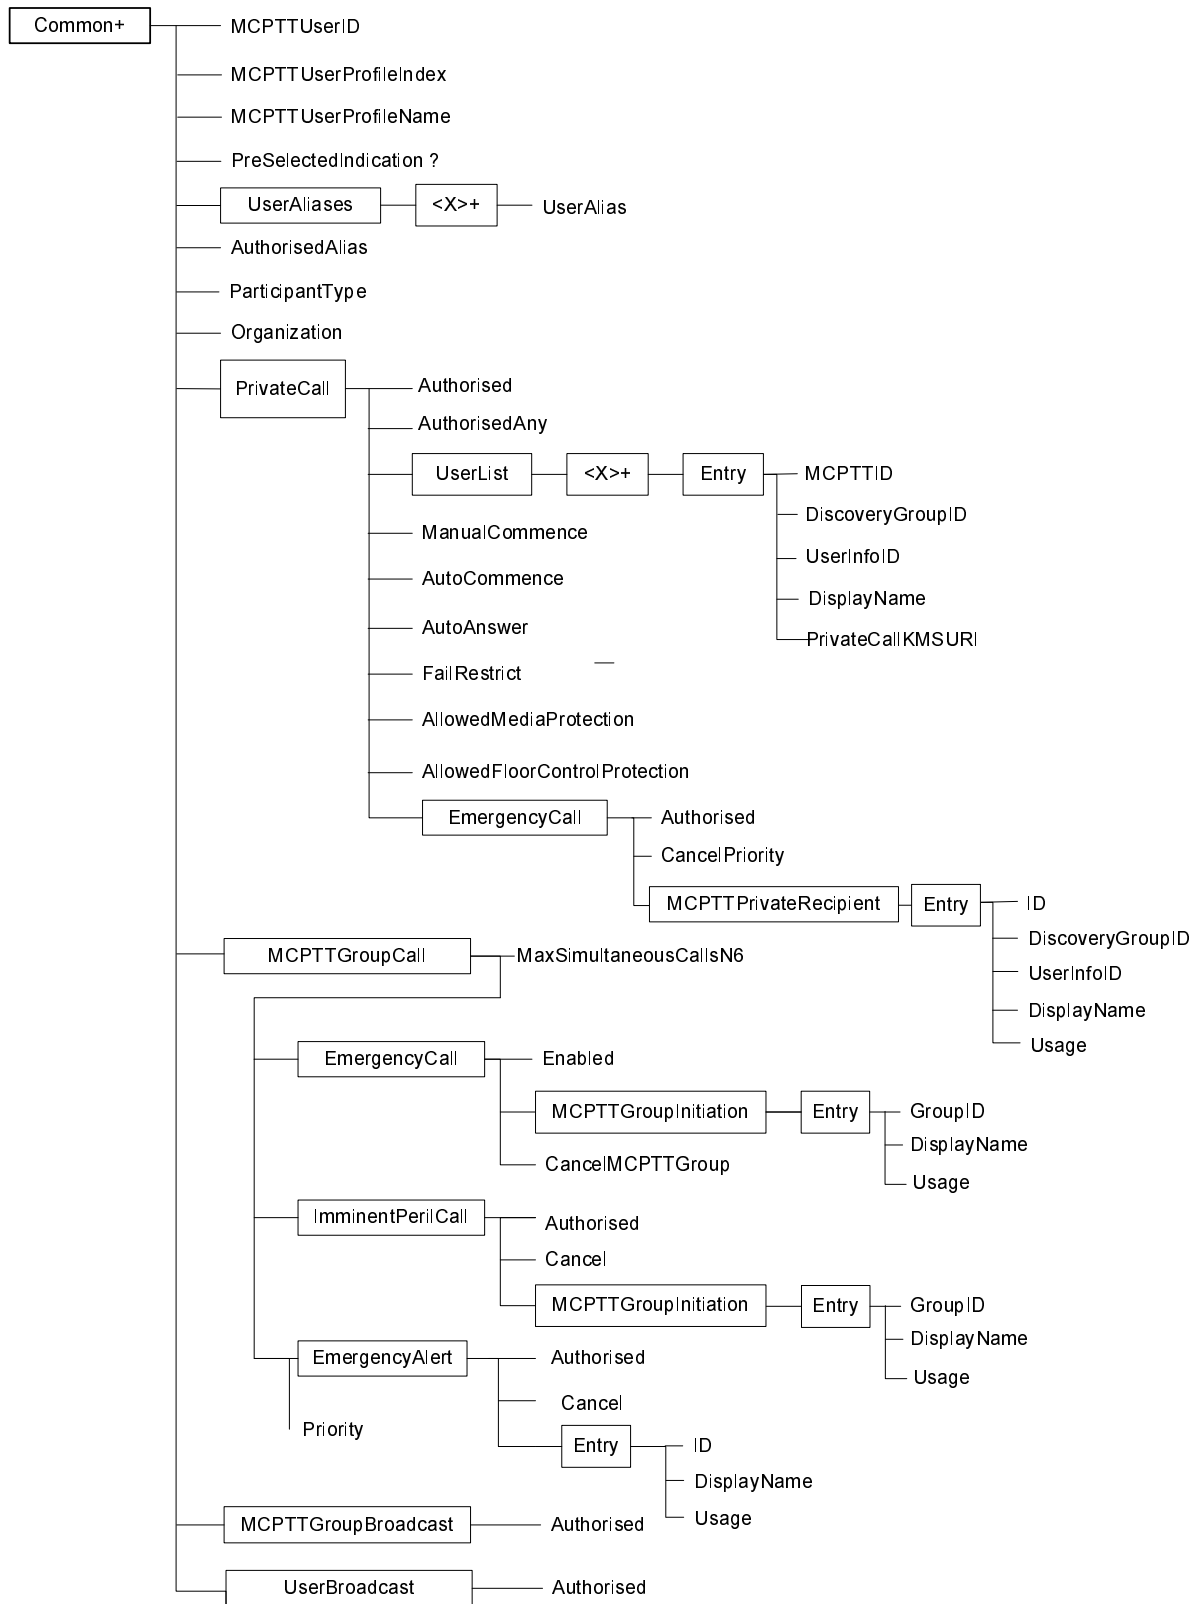 Common+
MCPTTUserID
MCPTTUserProfileIndex
MCPTTUserProfileName
PreSelectedIndication ?
UserAliases
<X>+
UserAlias
AuthorisedAlias
ParticipantType
Organization
PrivateCall
Authorised
AuthorisedAny
UserList
<X>+
Entry
MCPTTID
DiscoveryGroupID
UserInfoID
DisplayName
PrivateCallKMSURI
ManualCommence
AutoCommence
AutoAnswer
FailRestrict
AllowedMediaProtection
AllowedFloorControlProtection
EmergencyCall
Authorised
CancelPriority
MCPTTPrivateRecipient
Entry
ID
DiscoveryGroupID
UserInfoID
DisplayName
Usage
MCPTTGroupCall
MaxSimultaneousCallsN6
EmergencyCall
Enabled
MCPTTGroupInitiation
Entry
GroupID
DisplayName
Usage
CancelMCPTTGroup
ImminentPerilCall
Authorised
Cancel
MCPTTGroupInitiation
Entry
GroupID
DisplayName
Usage
EmergencyAlert
Authorised
Cancel
Priority
Entry
ID
DisplayName
Usage
MCPTTGroupBroadcast
Authorised
UserBroadcast
Authorised